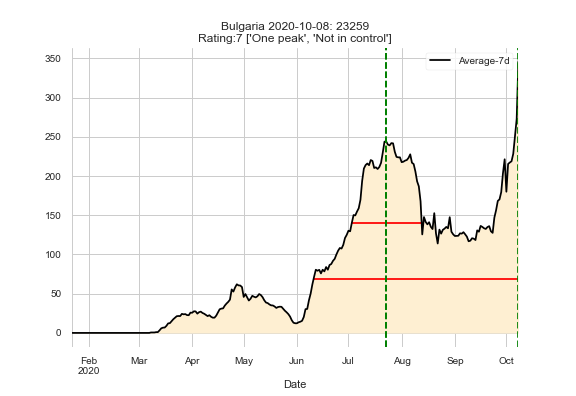 Bulgaria 2020-10-08: 23259
Rating:7 ['One peak', 'Not in control']
Average-7d
350
300
250
200
150
100
50
0
Feb Mar Apr May Jun Jul Aug Sep Oct
2020
Date